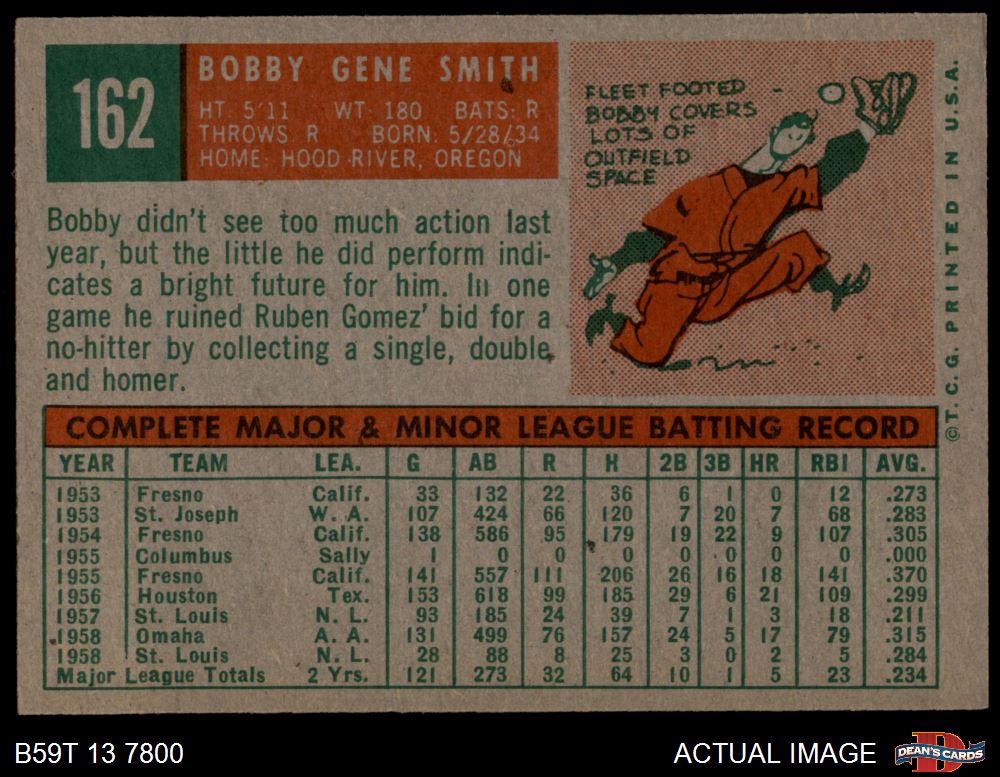 162
BOBBY GENE SMITH
HT: 5'11 WT: 180 BATS: R
THROWS R BORN: 5/28/34
HOME: HOOD RIVER, OREGON
FLEET FOOTED -
BOBBY COVERS
LOTS OF
OUTFIELD
SPACE
©T. C. G. PRINTED IN U.S.A.
Bobby didn't see too much action last
year, but the little he did perform indi-
cates a bright future for him. In one
game he ruined Ruben Gomez' bid for a
no-hitter by collecting a single, double
and homer.
COMPLETE MAJOR & MINOR LEAGUE BATTING RECORD
YEAR TEAM LEA. G AB R H 2B 3B HR RBI AVG.
1953 Fresno Calif. 33 132 22 36 6 1 0 12 .273
1953 St. Joseph W. A. 107 424 66 120 7 20 7 68 .283
1954 Fresno Calif. 138 586 95 179 19 22 9 107 .305
1955 Columbus Sally 1 0 0 0 0 0 0 0 .000
1955 Fresno Calif. 141 557 111 206 26 16 18 141 .370
1956 Houston Tex. 153 618 99 185 29 6 21 109 .299
1957 St. Louis N. L. 93 185 24 39 7 1 3 18 .211
1958 Omaha A. A. 131 499 76 157 24 5 17 79 .315
1958 St. Louis N. L. 28 88 8 25 3 0 2 5 .284
Major League Totals 2 Yrs. 121 273 32 64 10 1 5 23 .234
B59T 13 7800
ACTUAL IMAGE
D
DEAN'S CARDS